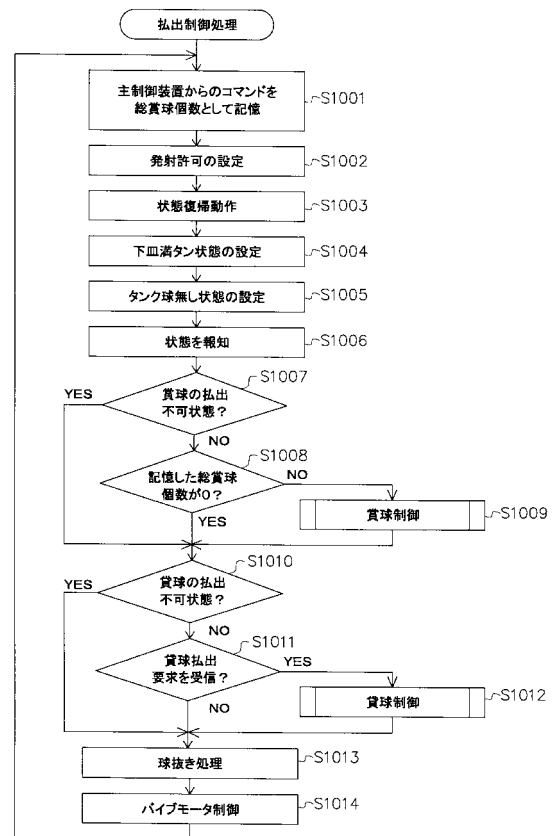 払出制御処理
主制御装置からのコマンドを
総賞球個数として記憶
S1001
発射許可の設定
S1002
状態復帰動作
S1003
下皿満タン状態の設定
S1004
タンク球無し状態の設定
S1005
状態を報知
S1006
S1007
YES
賞球の払出
不可状態?
NO
S1008
記憶した総賞球
個数が0?
NO
賞球制御
S1009
YES
S1010
YES
貸球の払出
不可状態?
NO
S1011
貸球払出
要求を受信?
YES
貸球制御
S1012
NO
球抜き処理
S1013
バイブモータ制御
S1014